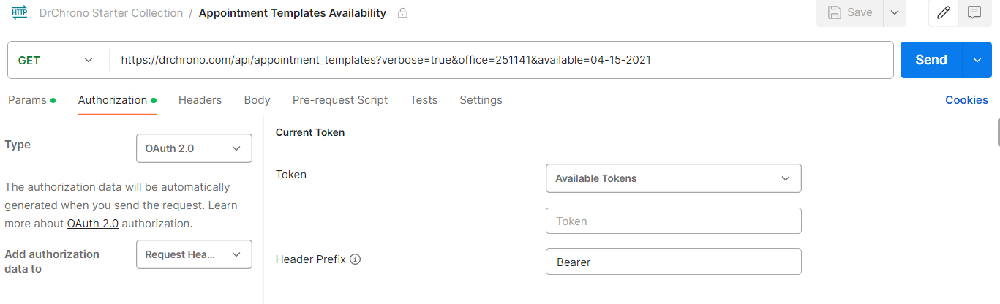 HTTP DrChrono Starter Collection / Appointment Templates Availability Save
GET https://drchrono.com/api/appointment_templates?verbose=true&office=251141&available=04-15-2021 Send
Params Authorization Headers Body Pre-request Script Tests Settings Cookies
Current Token
Type OAuth 2.0
Token Available Tokens
The authorization data will be automatically
generated when you send the request. Learn
more about OAuth 2.0 authorization.
Token
Add authorization
data to
Request Hea...
Header Prefix Bearer